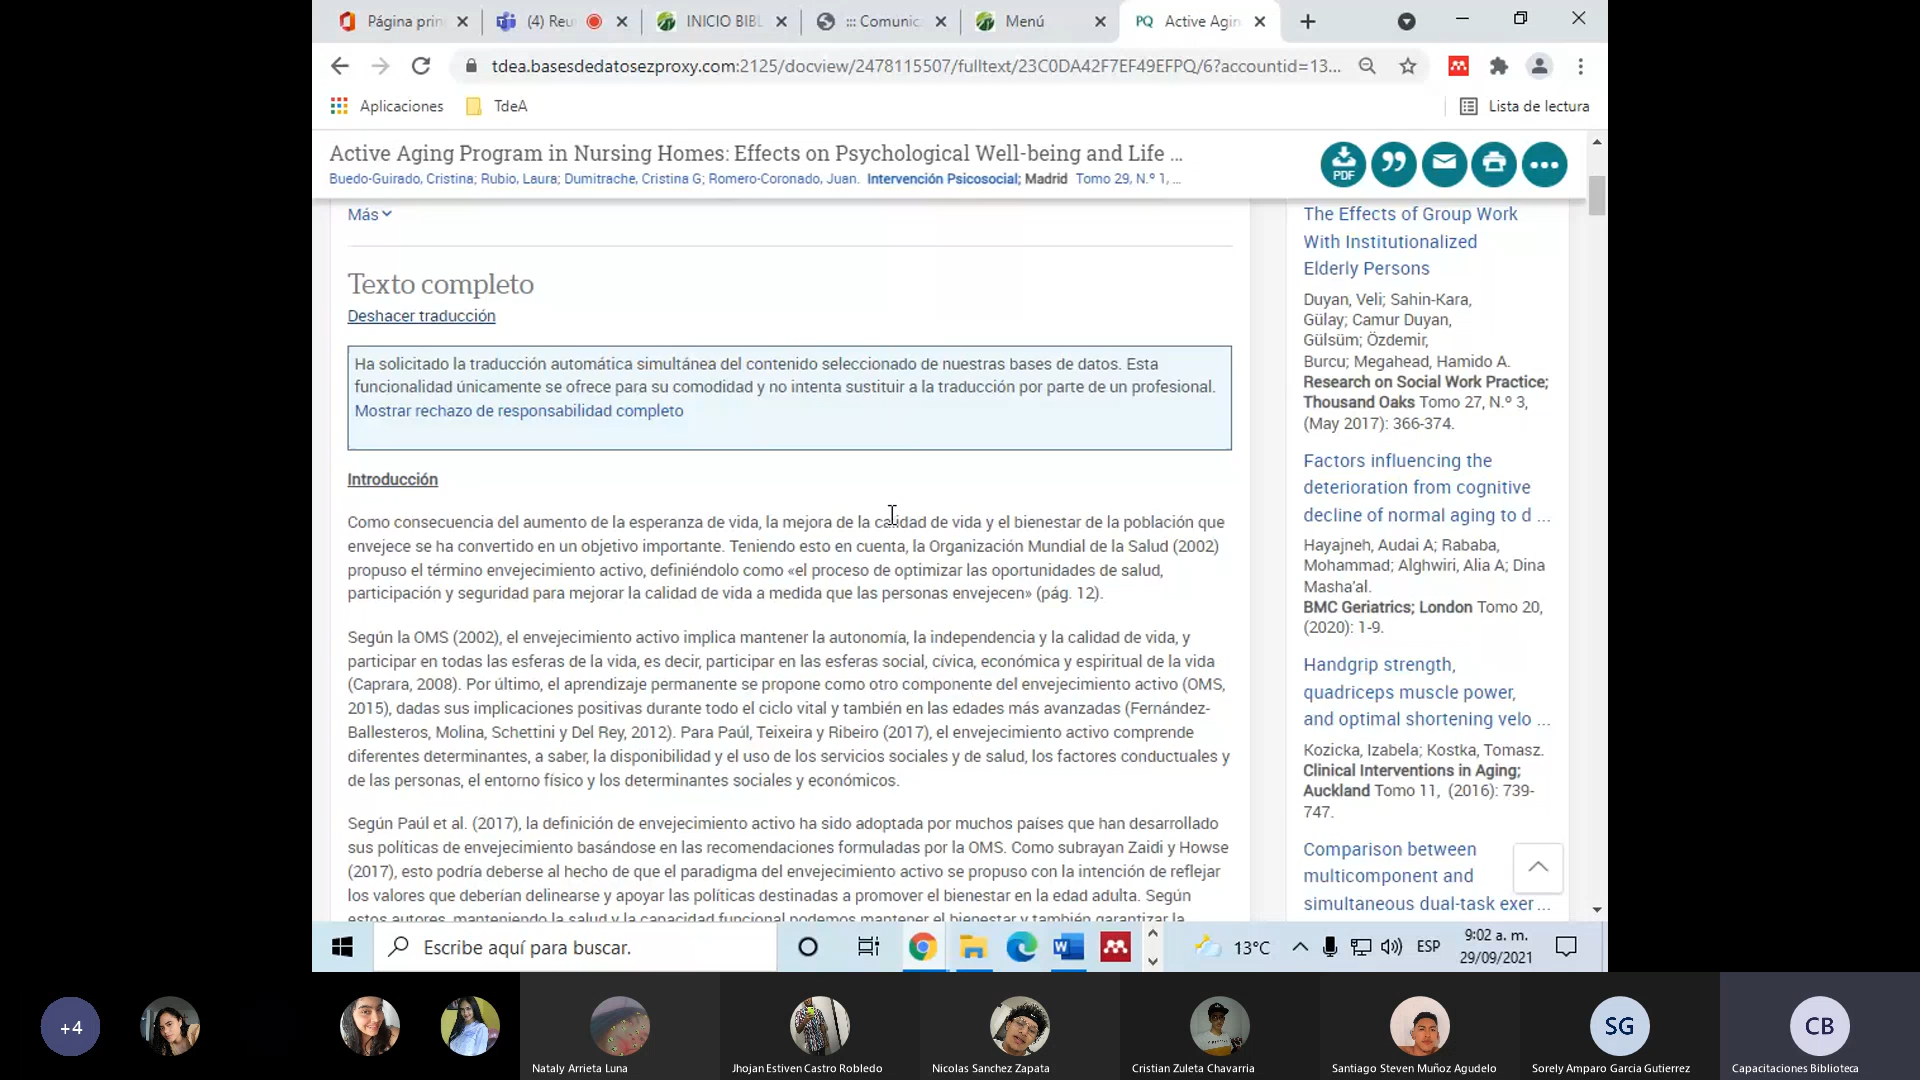 Página prin
(4) Reu
INICIO BIBL
::: Comunic
Menú
PQ Active Agin
tdea.basesdedatosezproxy.com:2125/docview/2478115507/fulltext/23C0DA42F7EF49EFPQ/6?accountid=13...
Aplicaciones
TdeA
Lista de lectura
Active Aging Program in Nursing Homes: Effects on Psychological Well-being and Life ...
Buedo-Guirado, Cristina; Rubio, Laura; Dumitrache, Cristina G; Romero-Coronado, Juan. Intervención Psicosocial; Madrid Tomo 29, N.º 1, ...
PDF
Más
Texto completo
Deshacer traducción
Ha solicitado la traducción automática simultánea del contenido seleccionado de nuestras bases de datos. Esta
funcionalidad únicamente se ofrece para su comodidad y no intenta sustituir a la traducción por parte de un profesional.
Mostrar rechazo de responsabilidad completo
Introducción
Como consecuencia del aumento de la esperanza de vida, la mejora de la calidad de vida y el bienestar de la población que
envejece se ha convertido en un objetivo importante. Teniendo esto en cuenta, la Organización Mundial de la Salud (2002)
propuso el término envejecimiento activo, definiéndolo como «el proceso de optimizar las oportunidades de salud,
participación y seguridad para mejorar la calidad de vida a medida que las personas envejecen» (pág. 12).
Según la OMS (2002), el envejecimiento activo implica mantener la autonomía, la independencia y la calidad de vida, y
participar en todas las esferas de la vida, es decir, participar en las esferas social, cívica, económica y espiritual de la vida
(Caprara, 2008). Por último, el aprendizaje permanente se propone como otro componente del envejecimiento activo (OMS,
2015), dadas sus implicaciones positivas durante todo el ciclo vital y también en las edades más avanzadas (Fernández-
Ballesteros, Molina, Schettini y Del Rey, 2012). Para Paúl, Teixeira y Ribeiro (2017), el envejecimiento activo comprende
diferentes determinantes, a saber, la disponibilidad y el uso de los servicios sociales y de salud, los factores conductuales y
de las personas, el entorno físico y los determinantes sociales y económicos.
Según Paúl et al. (2017), la definición de envejecimiento activo ha sido adoptada por muchos países que han desarrollado
sus políticas de envejecimiento basándose en las recomendaciones formuladas por la OMS. Como subrayan Zaidi y Howse
(2017), esto podría deberse al hecho de que el paradigma del envejecimiento activo se propuso con la intención de reflejar
los valores que deberían delinearse y apoyar las políticas destinadas a promover el bienestar en la edad adulta. Según
estos autores, manteniendo la salud y la capacidad funcional podemos mantener el bienestar y también garantizar la
The Effects of Group Work
With Institutionalized
Elderly Persons
Duyan, Veli; Sahin-Kara,
Gülay; Camur Duyan,
Gülsüm; Özdemir,
Burcu; Megahead, Hamido A.
Research on Social Work Practice;
Thousand Oaks Tomo 27, N.º 3,
(May 2017): 366-374.
Factors influencing the
deterioration from cognitive
decline of normal aging to d ...
Hayajneh, Audai A; Rababa,
Mohammad; Alghwiri, Alia A; Dina
Masha'al.
BMC Geriatrics; London Tomo 20,
(2020): 1-9.
Handgrip strength,
quadriceps muscle power,
and optimal shortening velo ...
Kozicka, Izabela; Kostka, Tomasz.
Clinical Interventions in Aging;
Auckland Tomo 11, (2016): 739-
747.
Comparison between
multicomponent and
simultaneous dual-task exer ...
Escribe aquí para buscar.
13°C
ESP
9:02 a. m.
29/09/2021
+4
Nataly Arrieta Luna
Jhojan Estiven Castro Robledo
Nicolas Sanchez Zapata
Cristian Zuleta Chavarria
Santiago Steven Muñoz Agudelo
SG
Sorely Amparo Garcia Gutierrez
CB
Capacitaciones Biblioteca